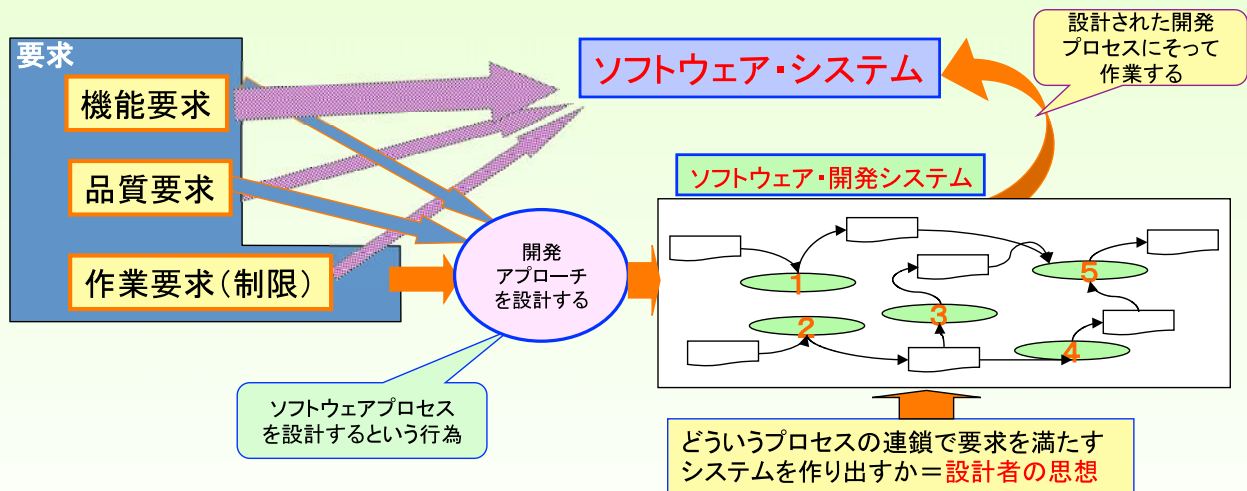 要求
機能要求
品質要求
作業要求(制限)
ソフトウェア・システム
設計された開発
プロセスにそって
作業する
ソフトウェア・開発システム
開発
アプローチ
を設計する
1
2
3
4
5
ソフトウェアプロセス
を設計するという行為
どういうプロセスの連鎖で要求を満たす
システムを作り出すか=設計者の思想